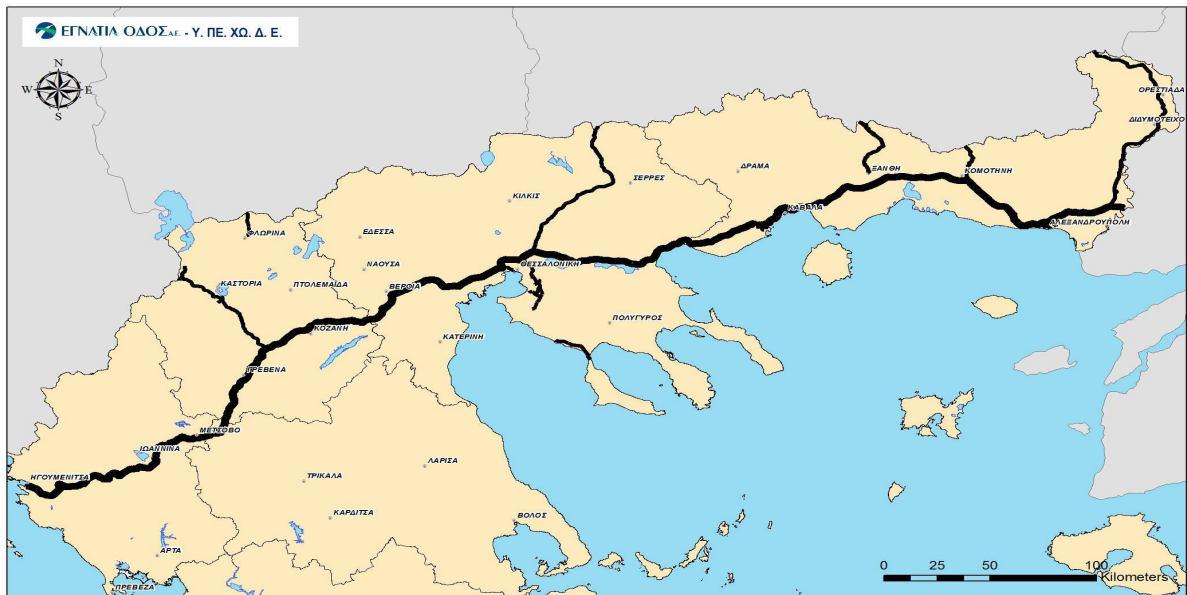 ΕΓΝΑΤΙΑ ΟΔΟΣ Α.Ε. - Υ. ΠΕ. ΧΩ. Δ. Ε.
N
W E
S
ΟΡΕΣΤΙΑΔΑ
ΔΙΔΥΜΟΤΕΙΧΟ
ΔΡΑΜΑ
ΞΑΝΘΗ
ΚΟΜΟΤΗΝΗ
ΣΕΡΡΕΣ
ΚΙΛΚΙΣ
ΚΑΒΑΛΑ
ΑΛΕΞΑΝΔΡΟΥΠΟΛΗ
ΦΛΩΡΙΝΑ
ΕΔΕΣΣΑ
ΝΑΟΥΣΑ
ΘΕΣΣΑΛΟΝΙΚΗ
ΚΑΣΤΟΡΙΑ
ΠΤΟΛΕΜΑΪΔΑ
ΒΕΡΟΙΑ
ΠΟΛΥΓΥΡΟΣ
ΚΟΖΑΝΗ
ΚΑΤΕΡΙΝΗ
ΓΡΕΒΕΝΑ
ΜΕΤΣΟΒΟ
ΙΩΑΝΝΙΝΑ
ΛΑΡΙΣΑ
ΗΓΟΥΜΕΝΙΤΣΑ
ΤΡΙΚΑΛΑ
ΚΑΡΔΙΤΣΑ
ΒΟΛΟΣ
ΑΡΤΑ
ΠΡΕΒΕΖΑ
0 25 50 100
Kilometers